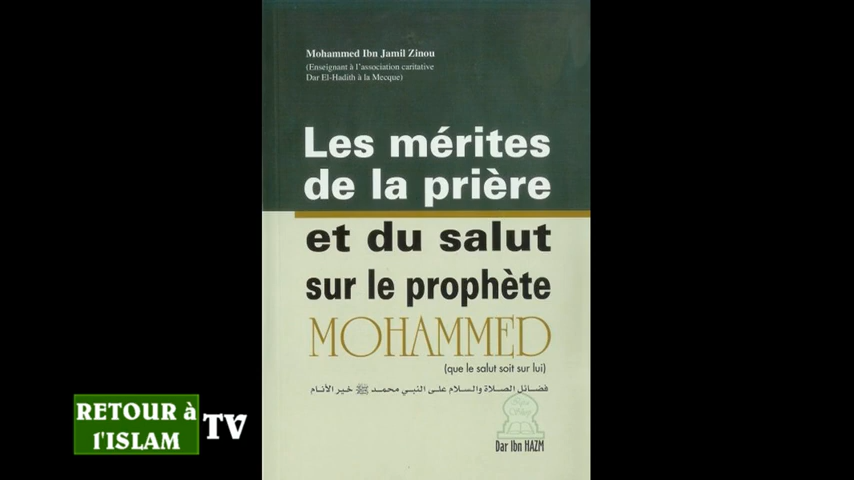 Mohammed Ibn Jamil Zinou
(Enseignant à l'association caritative
Dar El-Hadith à la Mecque)
Les mérites
de la prière
et du salut
sur le prophète
MOHAMMED
(que le salut soit sur lui)
فضائل الصلاة والسلام على النبي محمد ﷺ خير الأنام
Dar Ibn HAZM
RETOUR à
l'ISLAM
TV